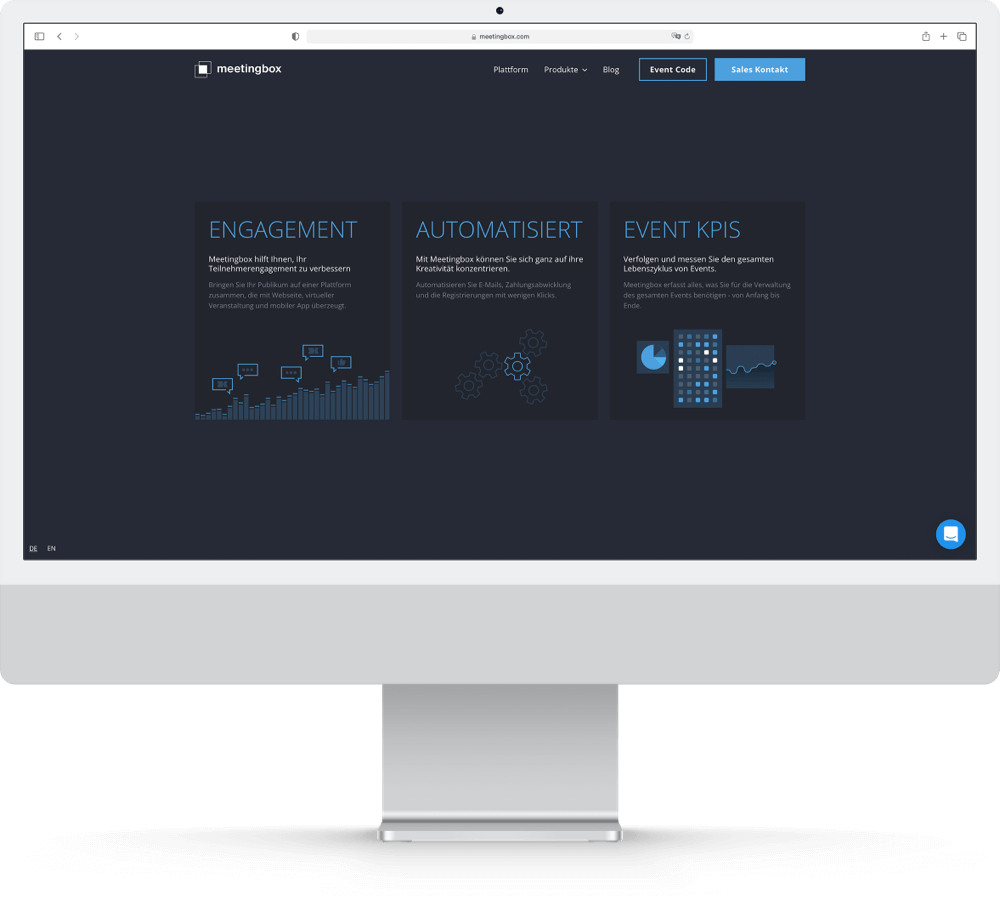 meetingbox.com
meetingbox
Plattform
Produkte
Blog
Event Code
Sales Kontakt
ENGAGEMENT
Meetingbox hilft Ihnen, Ihr
Teilnehmerengagement zu verbessern
Bringen Sie Ihr Publikum auf einer Plattform
zusammen, die mit Webseite, virtueller
Veranstaltung und mobiler App überzeugt.
AUTOMATISIERT
Mit Meetingbox können Sie sich ganz auf ihre
Kreativität konzentrieren.
Automatisieren Sie E-Mails, Zahlungsabwicklung
und die Registrierungen mit wenigen Klicks.
EVENT KPIS
Verfolgen und messen Sie den gesamten
Lebenszyklus von Events.
Meetingbox erfasst alles, was Sie für die Verwaltung
des gesamten Events benötigen - von Anfang bis
Ende.
DE
EN